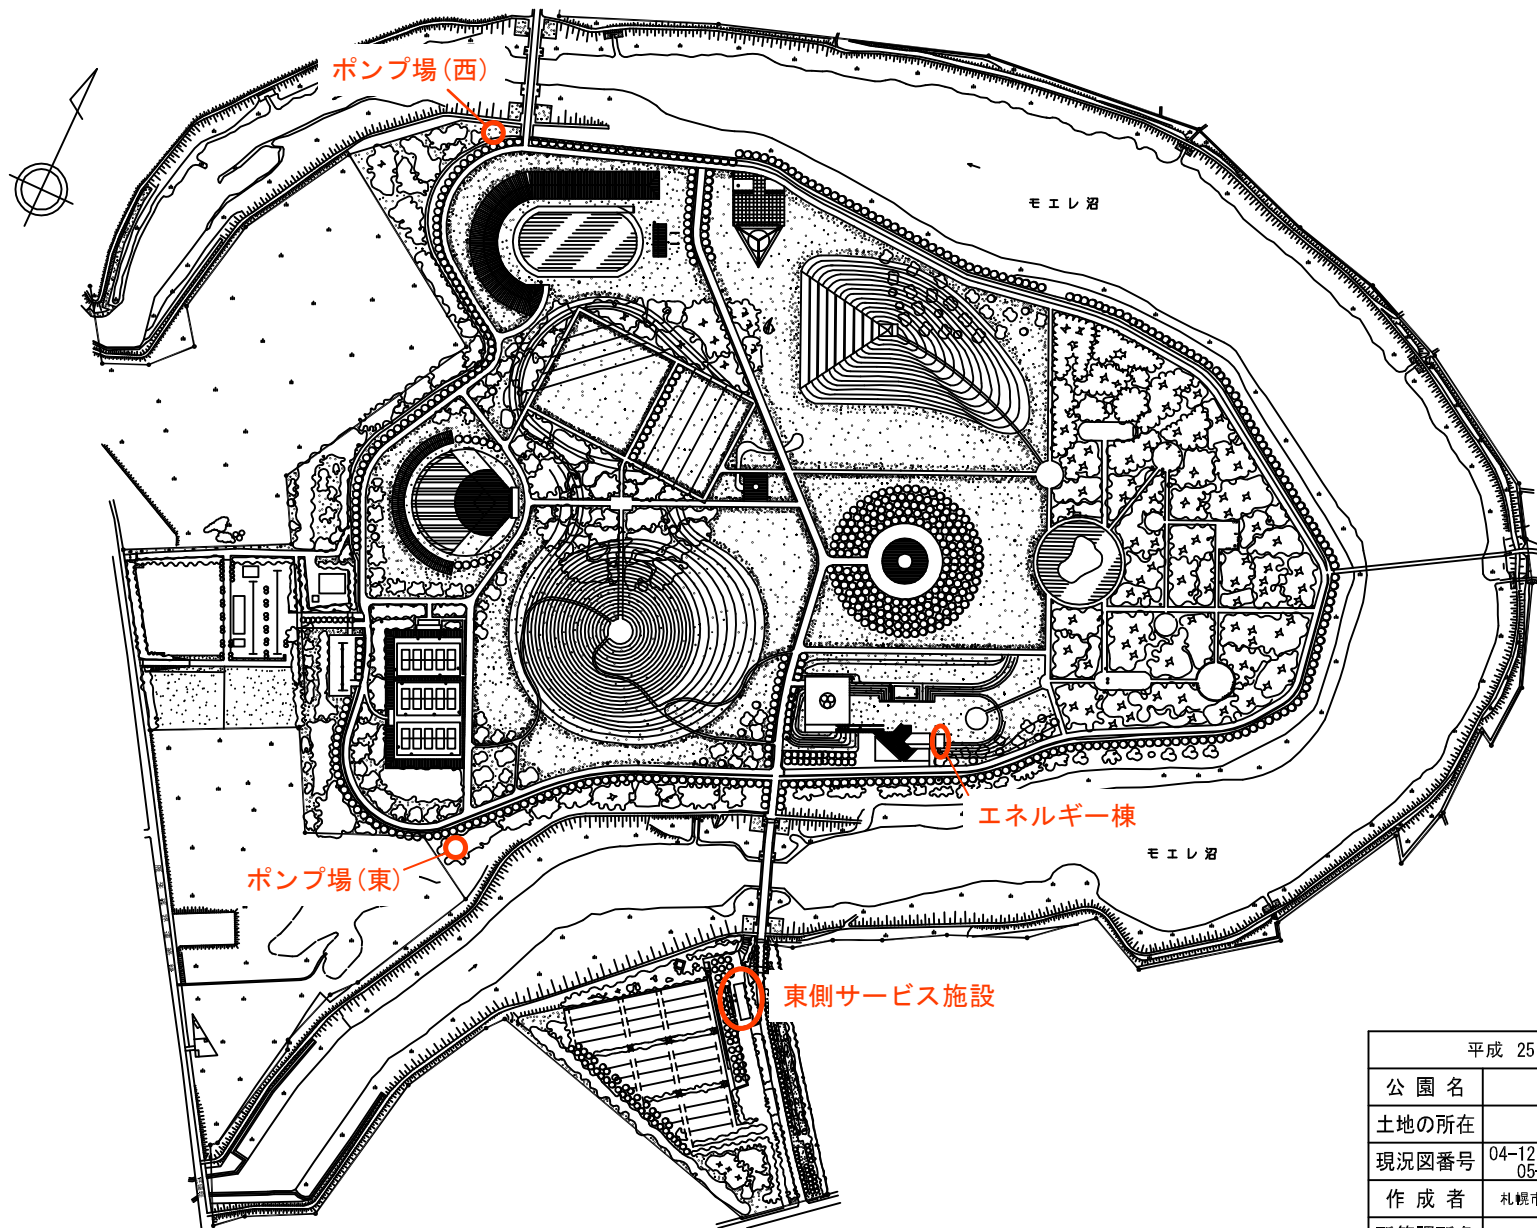 ポンプ場(西)
モエレ沼
エネルギー棟
モエレ沼
ポンプ場(東)
東側サービス施設
平成 25
公園名
土地の所在
現況図番号 04-12
05-
作成者 札幌市